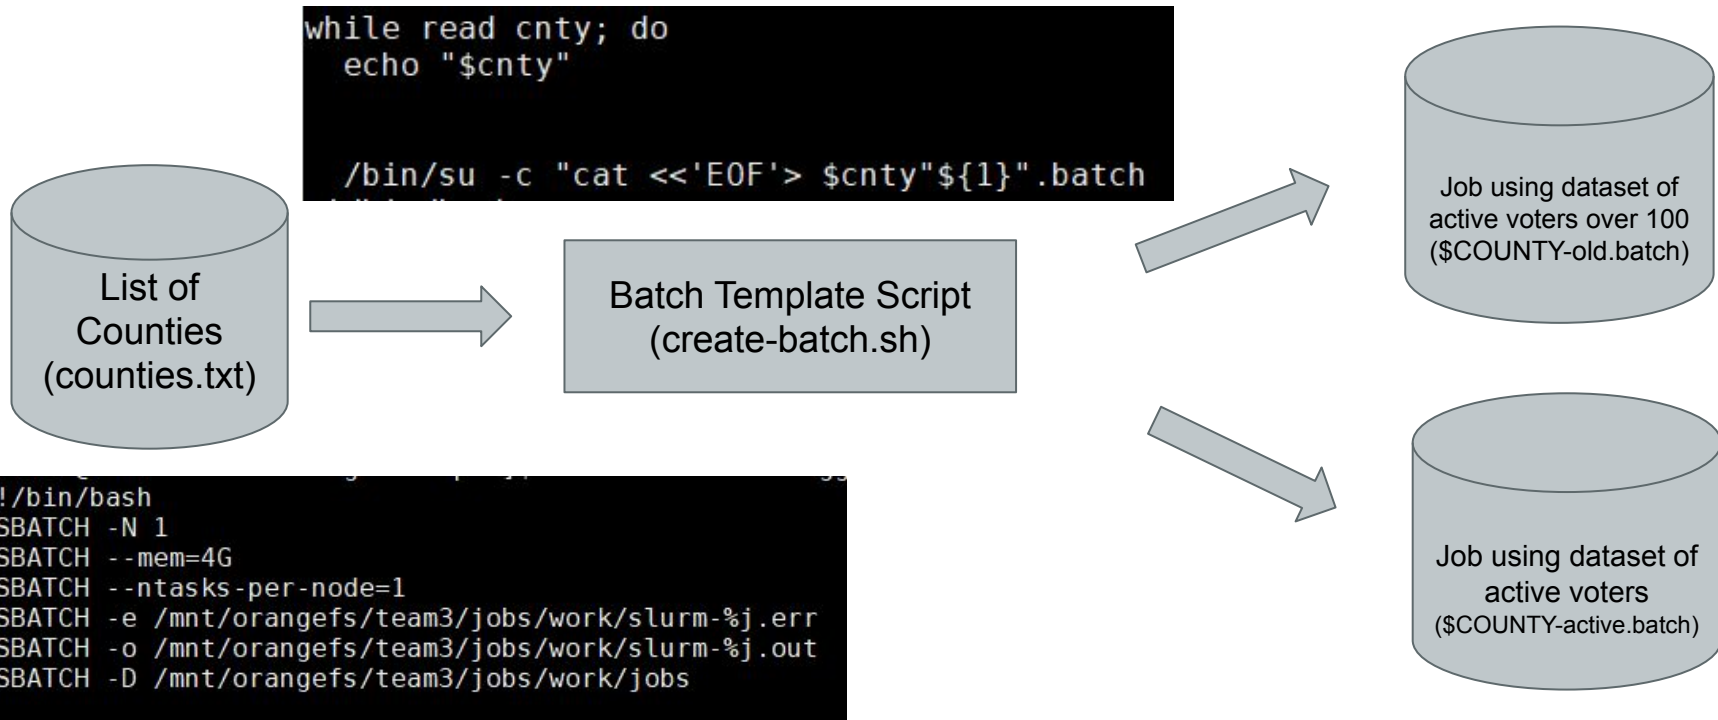 while read cnty; do
echo "$cnty"
/bin/su -c "cat <<'EOF'> $cnty"${1}".batch
List of
Counties
(counties.txt)
Batch Template Script
(create-batch.sh)
Job using dataset of
active voters over 100
($COUNTY-old.batch)
Job using dataset of
active voters
($COUNTY-active.batch)
!/bin/bash
SBATCH -N 1
SBATCH --mem=4G
SBATCH --ntasks-per-node=1
SBATCH -e /mnt/orangefs/team3/jobs/work/slurm-%j.err
SBATCH -o /mnt/orangefs/team3/jobs/work/slurm-%j.out
SBATCH -D /mnt/orangefs/team3/jobs/work/jobs